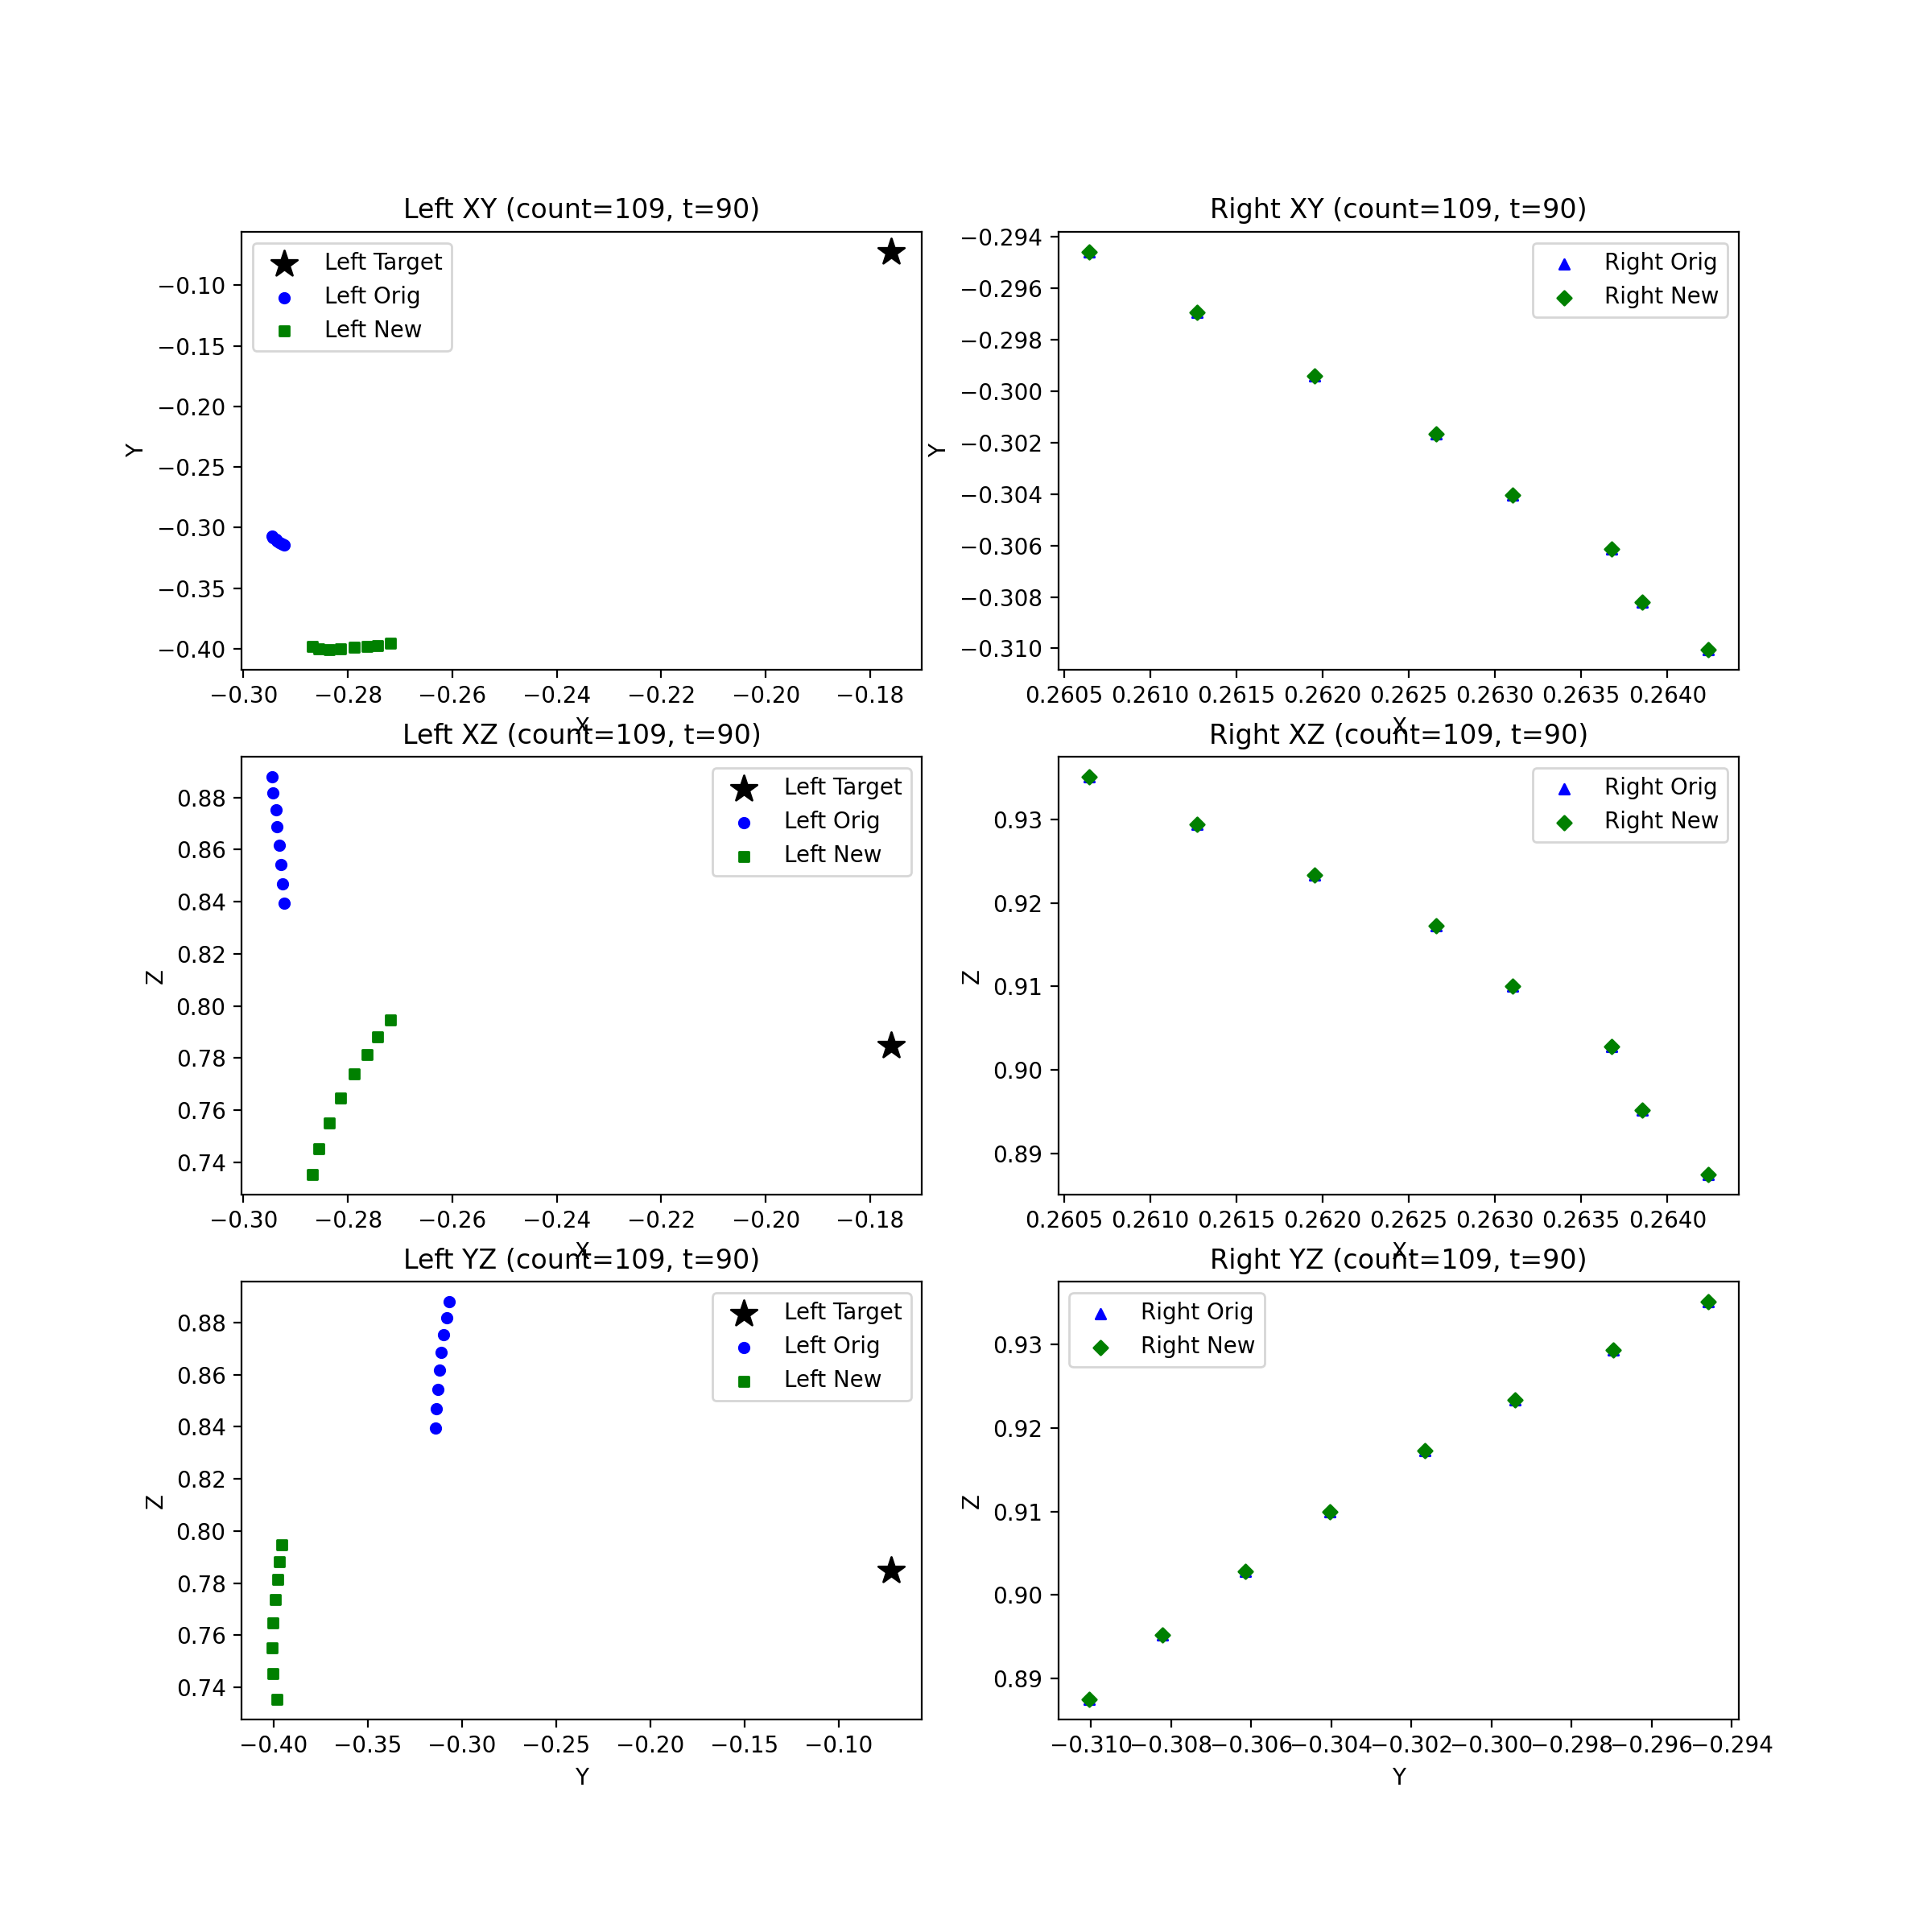 Left XY (count=109, t=90)
Left Target
Left Orig
Left New
Y
−0.10
−0.15
−0.20
−0.25
−0.30
−0.35
−0.40
−0.30 −0.28 −0.26 −0.24 −0.22 −0.20 −0.18
X
Right XY (count=109, t=90)
Right Orig
Right New
Y
−0.294
−0.296
−0.298
−0.300
−0.302
−0.304
−0.306
−0.308
−0.310
0.2605 0.2610 0.2615 0.2620 0.2625 0.2630 0.2635 0.2640
X
Left XZ (count=109, t=90)
Left Target
Left Orig
Left New
Z
0.88
0.86
0.84
0.82
0.80
0.78
0.76
0.74
−0.30 −0.28 −0.26 −0.24 −0.22 −0.20 −0.18
X
Right XZ (count=109, t=90)
Right Orig
Right New
Z
0.93
0.92
0.91
0.90
0.89
0.2605 0.2610 0.2615 0.2620 0.2625 0.2630 0.2635 0.2640
X
Left YZ (count=109, t=90)
Left Target
Left Orig
Left New
Z
0.88
0.86
0.84
0.82
0.80
0.78
0.76
0.74
−0.40 −0.35 −0.30 −0.25 −0.20 −0.15 −0.10
Y
Right YZ (count=109, t=90)
Right Orig
Right New
Z
0.93
0.92
0.91
0.90
0.89
−0.310 −0.308 −0.306 −0.304 −0.302 −0.300 −0.298 −0.296 −0.294
Y